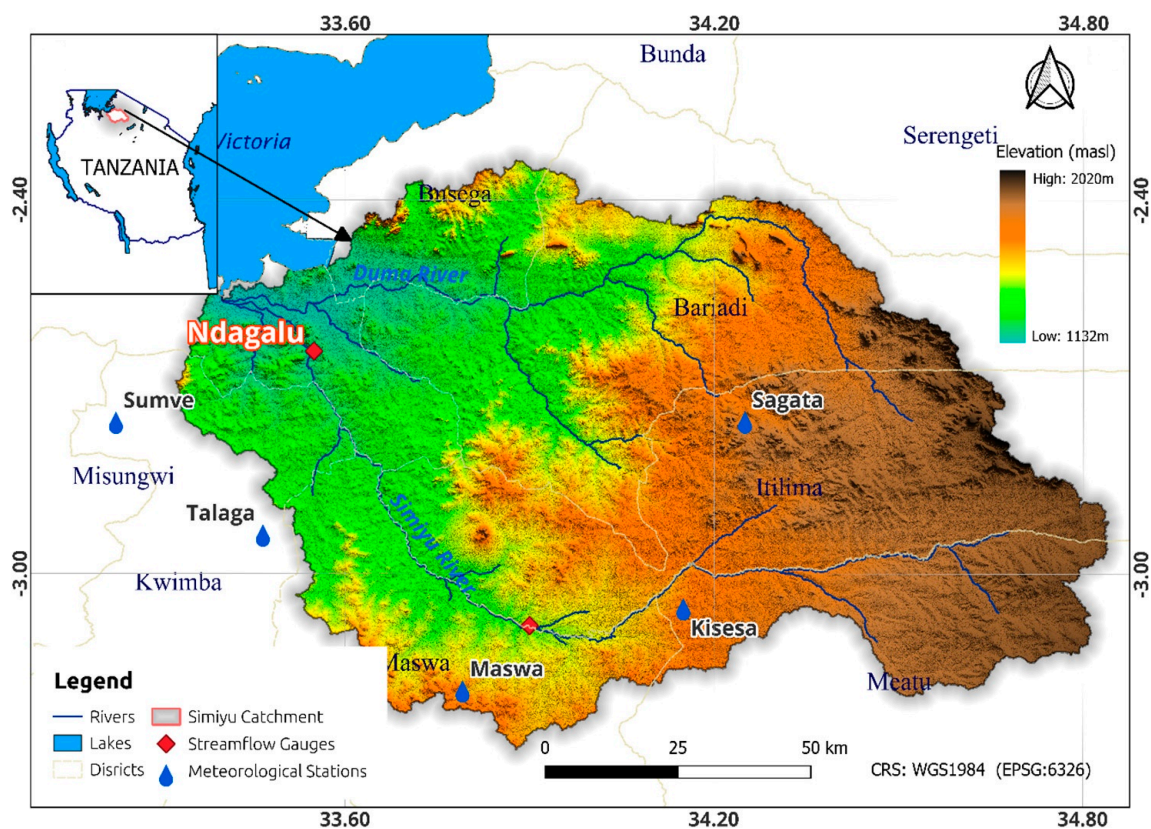 33.60
34.20
34.80
Bunda
Victoria
Serengeti
TANZANIA
Elevation (masl)
High: 2020m
Low: 1132m
-2.40
-2.40
Busega
Duma River
Bariadi
Ndagalu
Sumve
Sagata
Misungwi
Itilima
Talaga
Simiyu River
Kwimba
-3.00
-3.00
Kisesa
Maswa
Maswa
Meatu
Legend
Rivers
Simiyu Catchment
Lakes
Streamflow Gauges
Disricts
Meteorological Stations
0
25
50 km
CRS: WGS1984 (EPSG:6326)
33.60
34.20
34.80